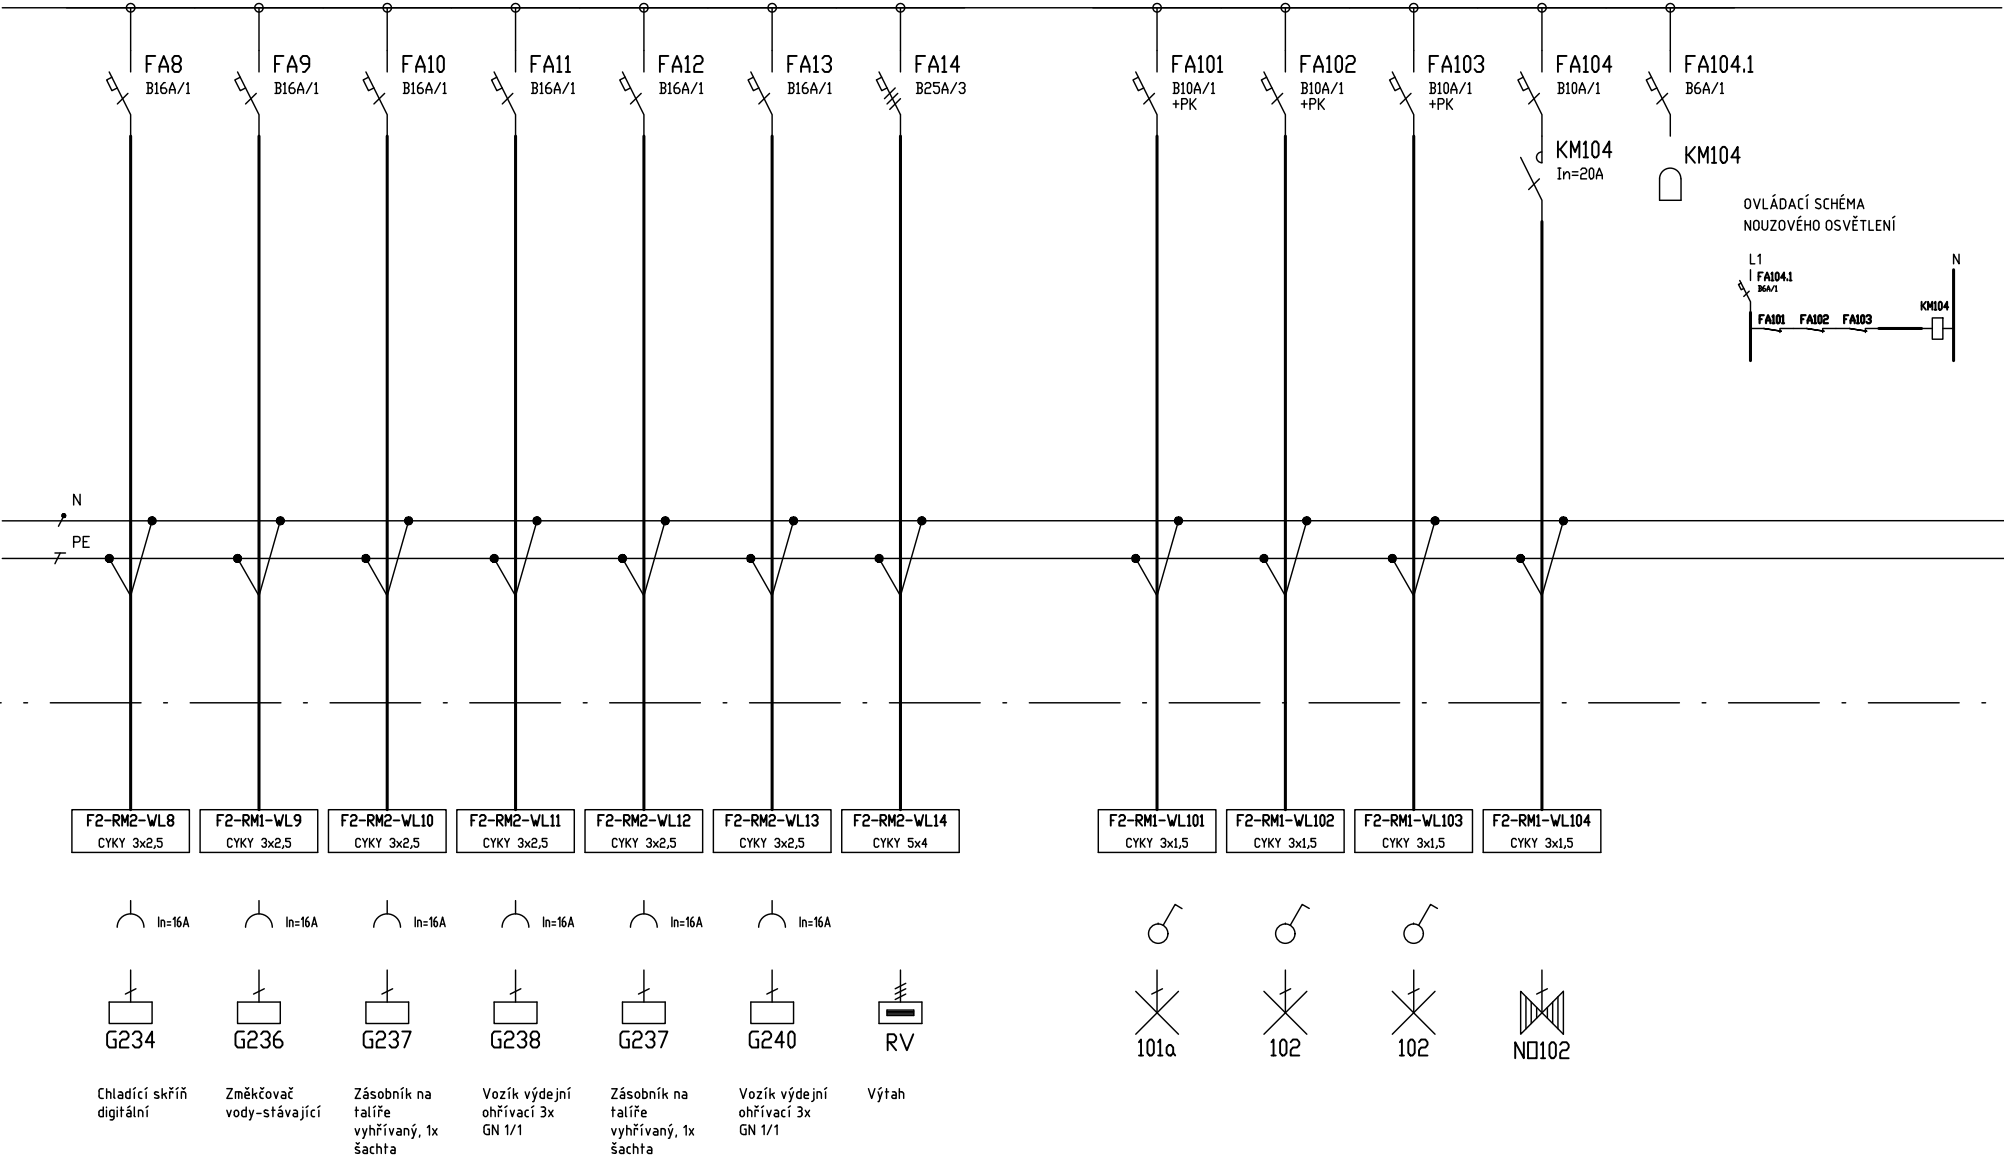 FA8
B16A/1
FA9
B16A/1
FA10
B16A/1
FA11
B16A/1
FA12
B16A/1
FA13
B16A/1
FA14
B25A/3
FA101
B10A/1
+PK
FA102
B10A/1
+PK
FA103
B10A/1
+PK
FA104
B10A/1
FA104.1
B6A/1
KM104
In=20A
KM104
OVLÁDACÍ SCHÉMA
NOUZOVÉHO OSVĚTLENÍ
L1
N
FA104.1
B6A/1
KM104
FA101
FA102
FA103
N
PE
F2-RM2-WL8
CYKY 3x2,5
F2-RM1-WL9
CYKY 3x2,5
F2-RM2-WL10
CYKY 3x2,5
F2-RM2-WL11
CYKY 3x2,5
F2-RM2-WL12
CYKY 3x2,5
F2-RM2-WL13
CYKY 3x2,5
F2-RM2-WL14
CYKY 5x4
F2-RM1-WL101
CYKY 3x1,5
F2-RM1-WL102
CYKY 3x1,5
F2-RM1-WL103
CYKY 3x1,5
F2-RM1-WL104
CYKY 3x1,5
In=16A
In=16A
In=16A
In=16A
In=16A
In=16A
G234
G236
G237
G238
G237
G240
RV
101a
102
102
NO102
Chladící skříň
digitální
Změkčovač
vody-stávající
Zásobník na
talíře
vyhřívaný, 1x
šachta
Vozík výdejní
ohřívací 3x
GN 1/1
Zásobník na
talíře
vyhřívaný, 1x
šachta
Vozík výdejní
ohřívací 3x
GN 1/1
Výtah